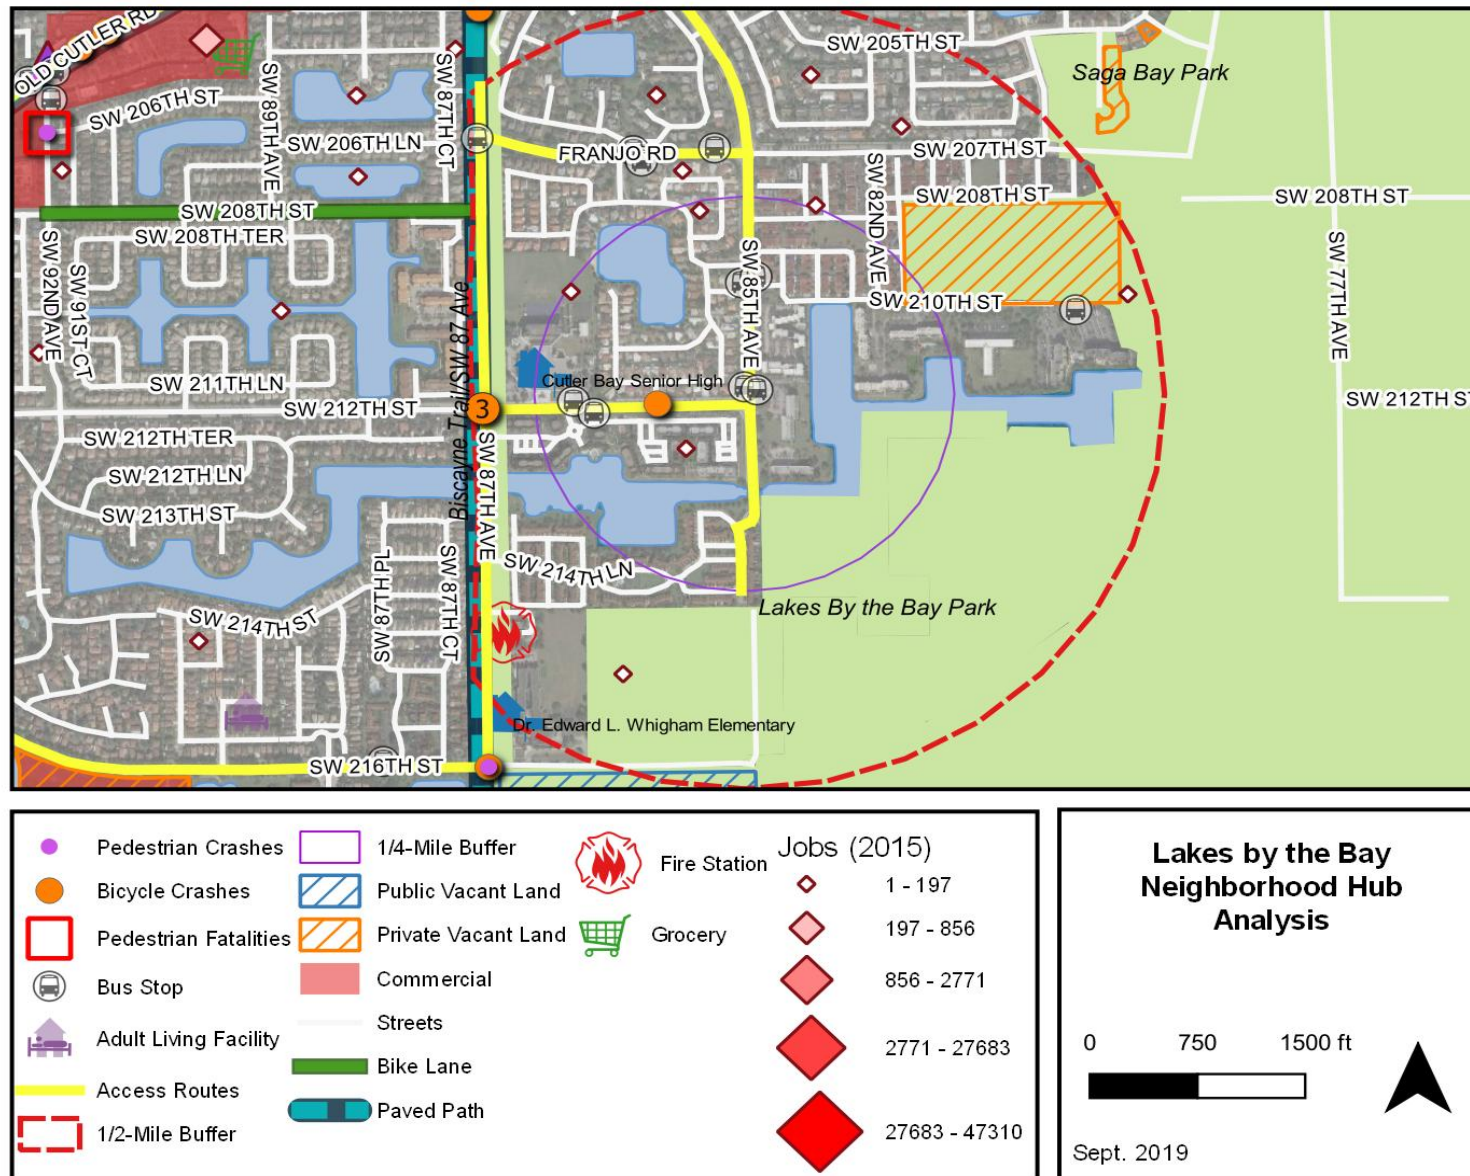 OLD CUTLER RD
SW 205TH ST
Saga Bay Park
SW 206TH ST
SW 89TH AVE
SW 87TH CT
SW 206TH LN
FRANJO RD
SW 207TH ST
SW 82ND AVE
SW 208TH ST
SW 208TH ST
SW 208TH ST
SW 208TH TER
SW 92ND AVE
SW 91ST CT
SW 85TH AVE
SW 77TH AVE
SW 210TH ST
Biscayne Trail/SW 87 Ave
SW 211TH LN
Cutler Bay Senior High
SW 212TH ST
3
SW 212TH ST
SW 212TH TER
SW 87TH AVE
SW 212TH LN
SW 213TH ST
SW 87TH PL
SW 87TH CT
SW 214TH LN
SW 214TH ST
Lakes By the Bay Park
Dr. Edward L. Whigham Elementary
SW 216TH ST
Pedestrian Crashes
Bicycle Crashes
Pedestrian Fatalities
Bus Stop
Adult Living Facility
Access Routes
1/2-Mile Buffer
1/4-Mile Buffer
Public Vacant Land
Private Vacant Land
Commercial
Streets
Bike Lane
Paved Path
Fire Station
Grocery
Jobs (2015)
1 - 197
197 - 856
856 - 2771
2771 - 27683
27683 - 47310
Lakes by the Bay
Neighborhood Hub
Analysis
0 750 1500 ft
Sept. 2019